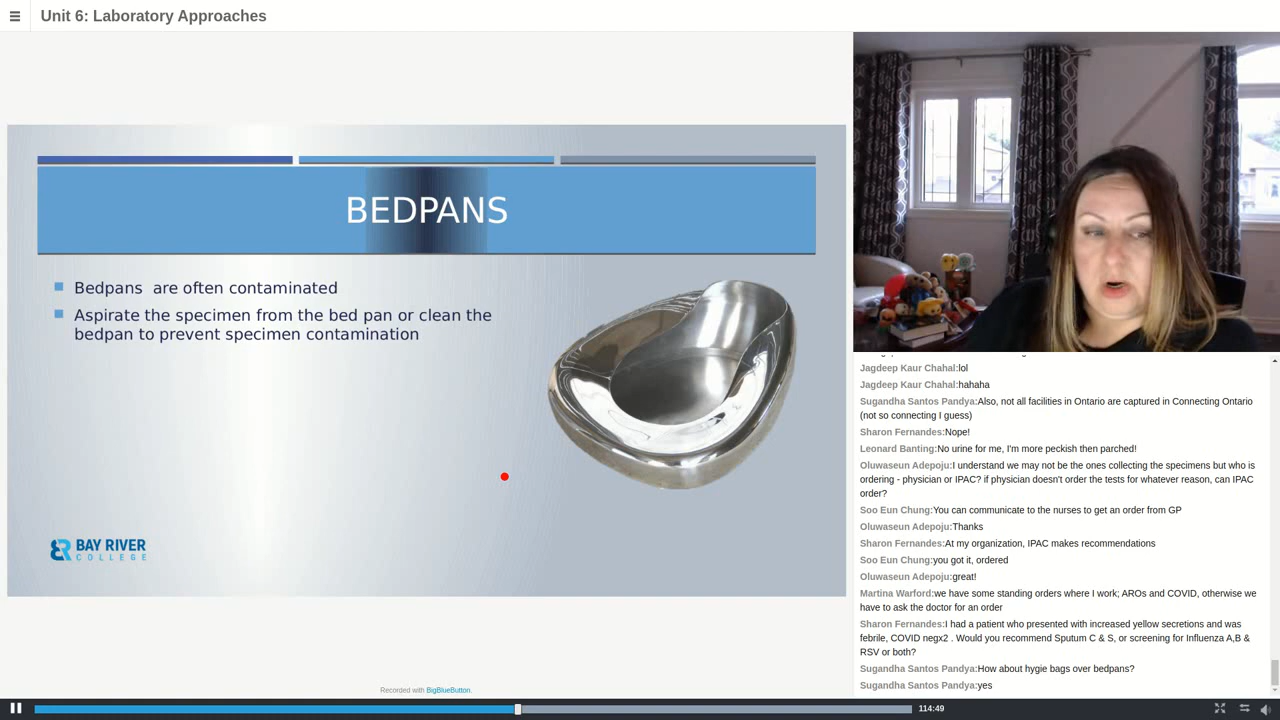 Unit 6: Laboratory Approaches
BEDPANS
Bedpans are often contaminated
Aspirate the specimen from the bed pan or clean the
bedpan to prevent specimen contamination
BAY RIVER
COLLEGE
Recorded with BigBlueButton.
Jagdeep Kaur Chahal:lol
Jagdeep Kaur Chahal:hahaha
Sugandha Santos Pandya:Also, not all facilities in Ontario are captured in Connecting Ontario
(not so connecting I guess)
Sharon Fernandes:Nope!
Leonard Banting:No urine for me, I'm more peckish then parched!
Oluwaseun Adepoju:I understand we may not be the ones collecting the specimens but who is
ordering - physician or IPAC? if physician doesn't order the tests for whatever reason, can IPAC
order?
Soo Eun Chung:You can communicate to the nurses to get an order from GP
Oluwaseun Adepoju:Thanks
Sharon Fernandes:At my organization, IPAC makes recommendations
Soo Eun Chung:you got it, ordered
Oluwaseun Adepoju:great!
Martina Warford:we have some standing orders where I work; AROs and COVID, otherwise we
have to ask the doctor for an order
Sharon Fernandes:I had a patient who presented with increased yellow secretions and was
febrile, COVID negx2 . Would you recommend Sputum C & S, or screening for Influenza A,B &
RSV or both?
Sugandha Santos Pandya:How about hygie bags over bedpans?
Sugandha Santos Pandya:yes
114:49